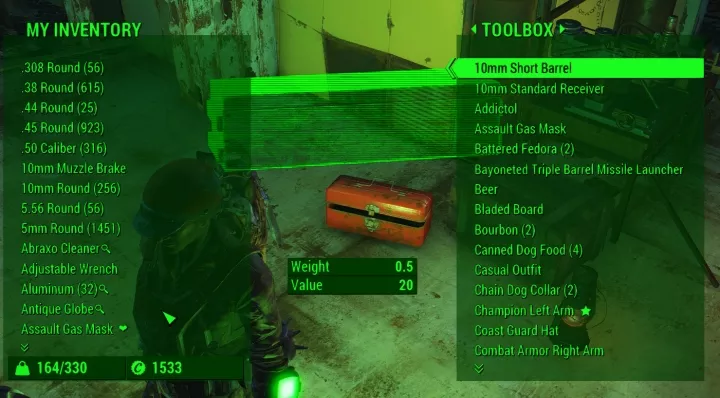 MY INVENTORY
.308 Round (56)
.38 Round (615)
.44 Round (25)
.45 Round (923)
.50 Caliber (316)
10mm Muzzle Brake
10mm Round (256)
5.56 Round (56)
5mm Round (1451)
Abraxo Cleaner
Adjustable Wrench
Aluminum (32)
Antique Globe
Assault Gas Mask
164/330
1533
Weight 0.5
Value 20
TOOLBOX
10mm Short Barrel
10mm Standard Receiver
Addictol
Assault Gas Mask
Battered Fedora (2)
Bayoneted Triple Barrel Missile Launcher
Beer
Bladed Board
Bourbon (2)
Canned Dog Food (4)
Casual Outfit
Chain Dog Collar (2)
Champion Left Arm
Coast Guard Hat
Combat Armor Right Arm